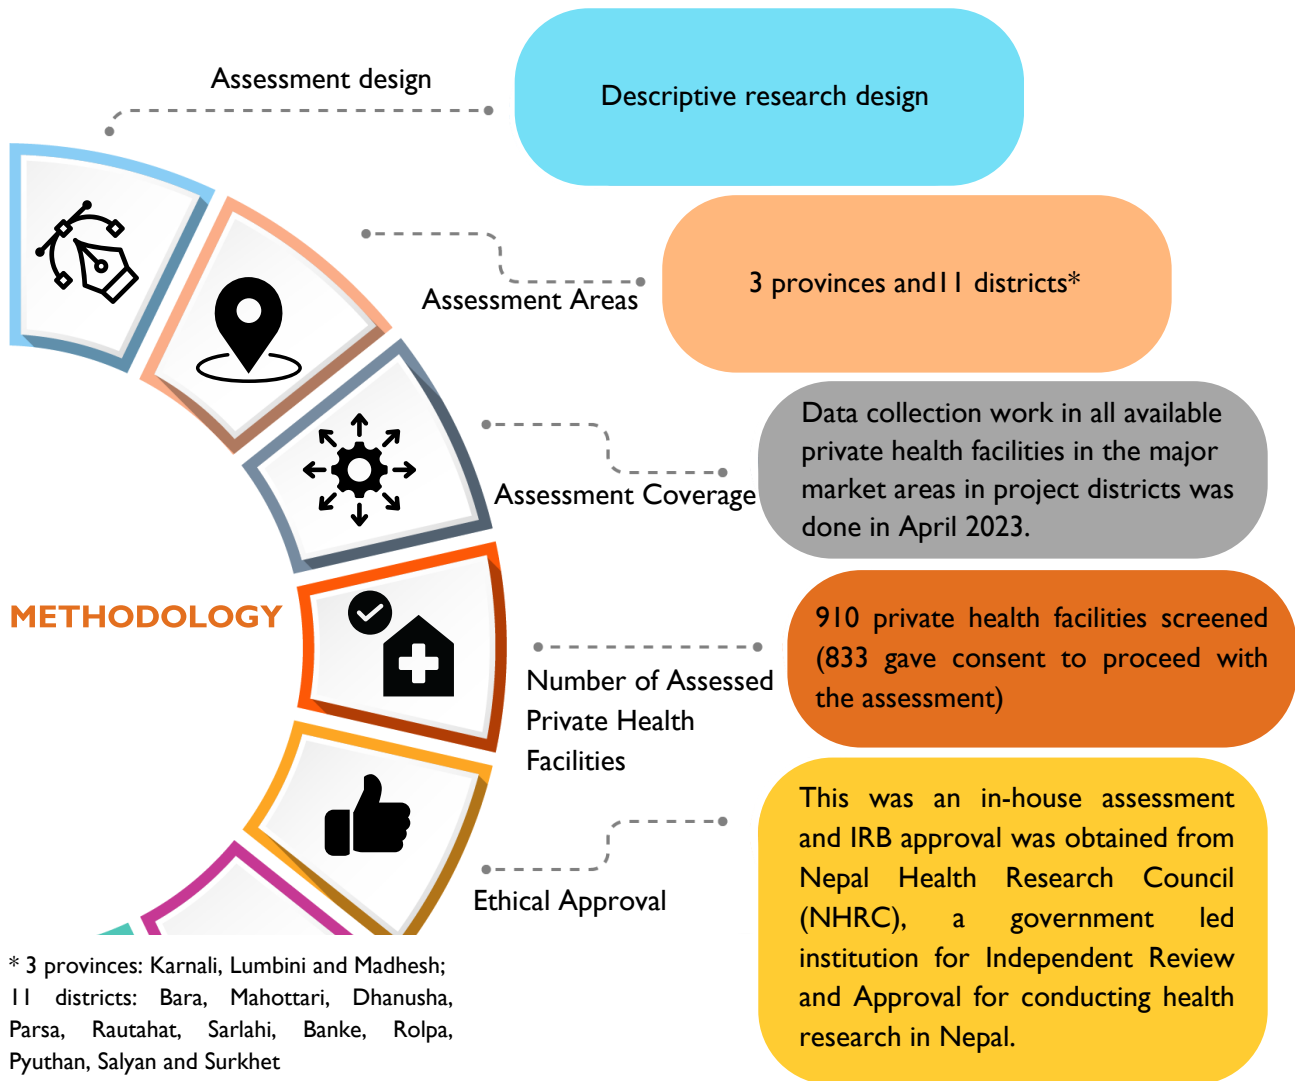 Assessment design
Descriptive research design
3 provinces and11 districts*
Assessment Areas
Data collection work in all available
private health facilities in the major
market areas in project districts was
done in April 2023.
Assessment Coverage
METHODOLOGY
910 private health facilities screened
(833 gave consent to proceed with
the assessment)
Number of Assessed
Private Health
Facilities
This was an in-house assessment
and IRB approval was obtained from
Nepal Health Research Council
(NHRC), a government led
institution for Independent Review
and Approval for conducting health
research in Nepal.
Ethical Approval
* 3 provinces: Karnali, Lumbini and Madhesh;
11 districts: Bara, Mahottari, Dhanusha,
Parsa, Rautahat, Sarlahi, Banke, Rolpa,
Pyuthan, Salyan and Surkhet